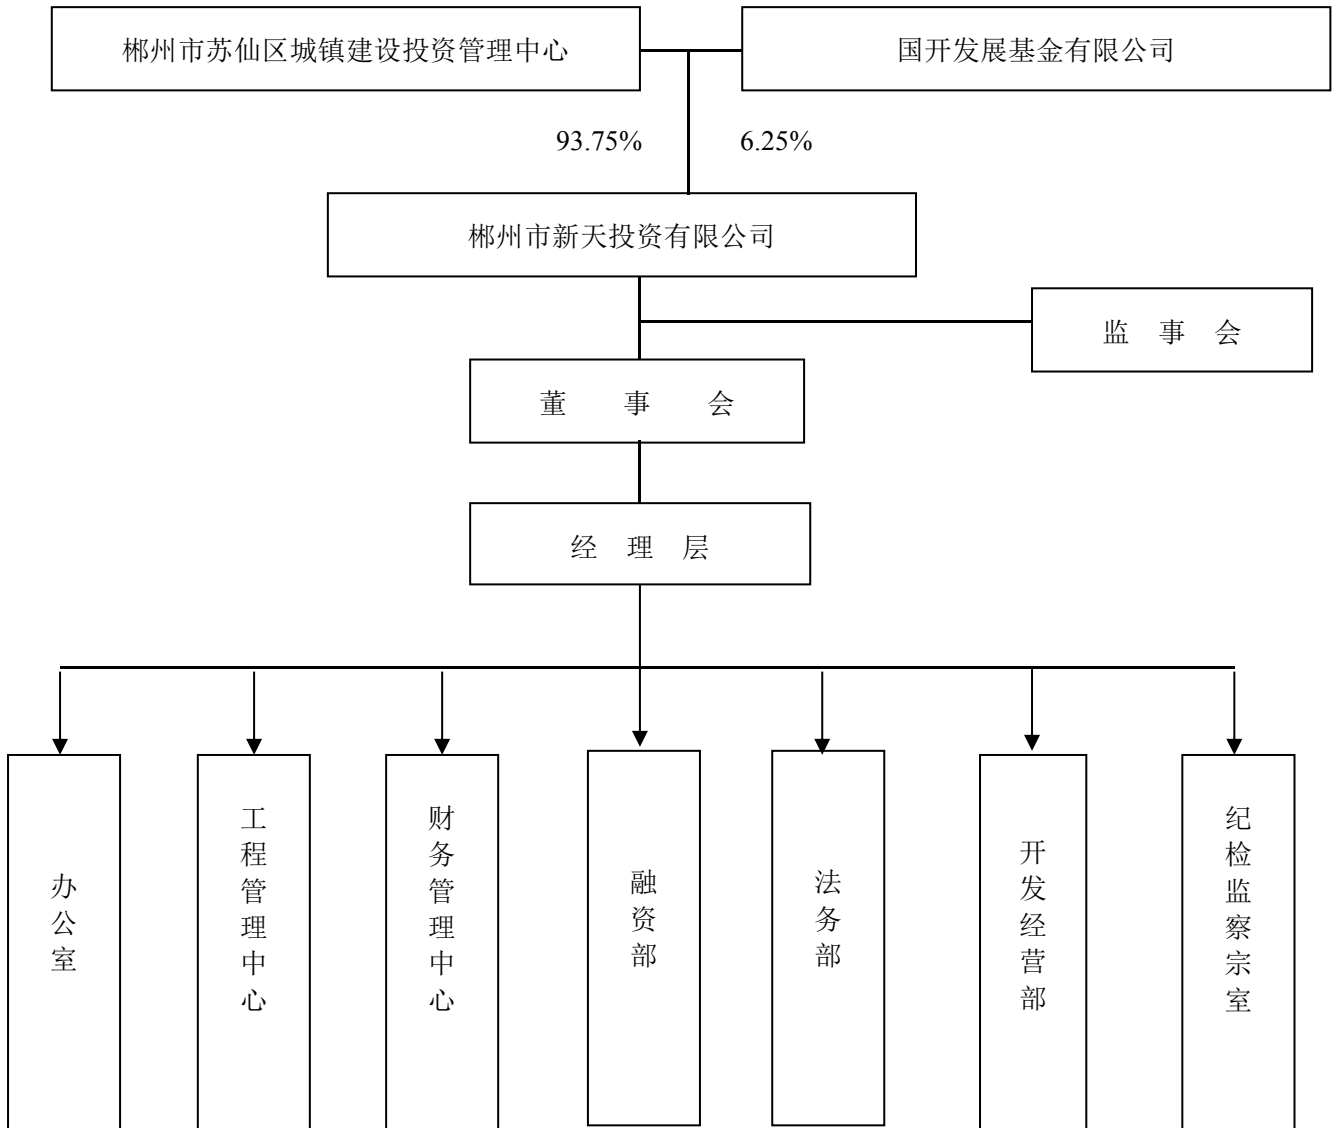 郴州市苏仙区城镇建设投资管理中心
国开发展基金有限公司
93.75%
6.25%
郴州市新天投资有限公司
监 事 会
董 事 会
经 理 层
办公室
工程管理中心
财务管理中心
融资部
法务部
开发经营部
纪检监察宗室